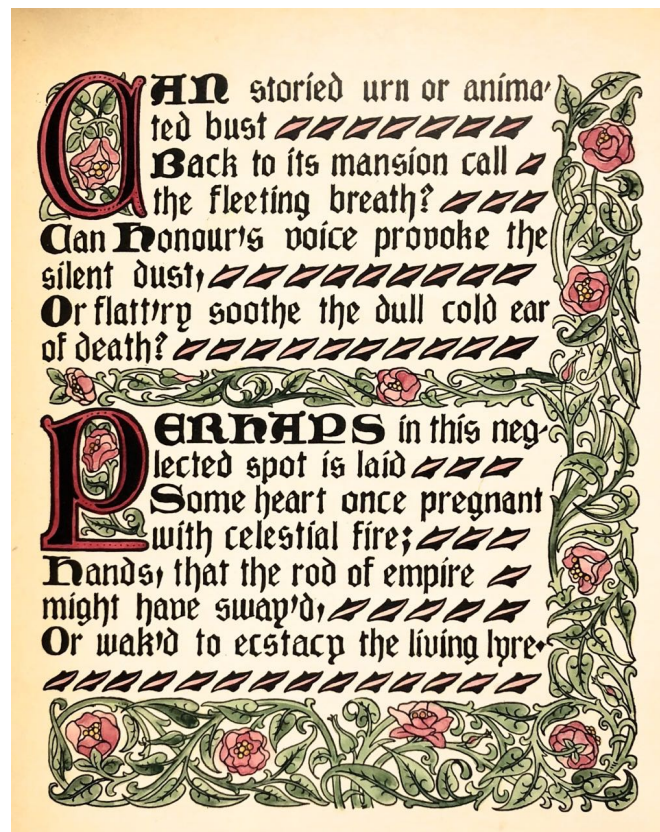 CAN storied urn or anima-
ted bust
Back to its mansion call
the fleeting breath?
Can Honour's voice provoke the
silent dust,
Or flatt'ry soothe the dull cold ear
of death?
PERHAPS in this neg-
lected spot is laid
Some heart once pregnant
with celestial fire;
Hands, that the rod of empire
might have sway'd,
Or wak'd to ecstacy the living lyre.